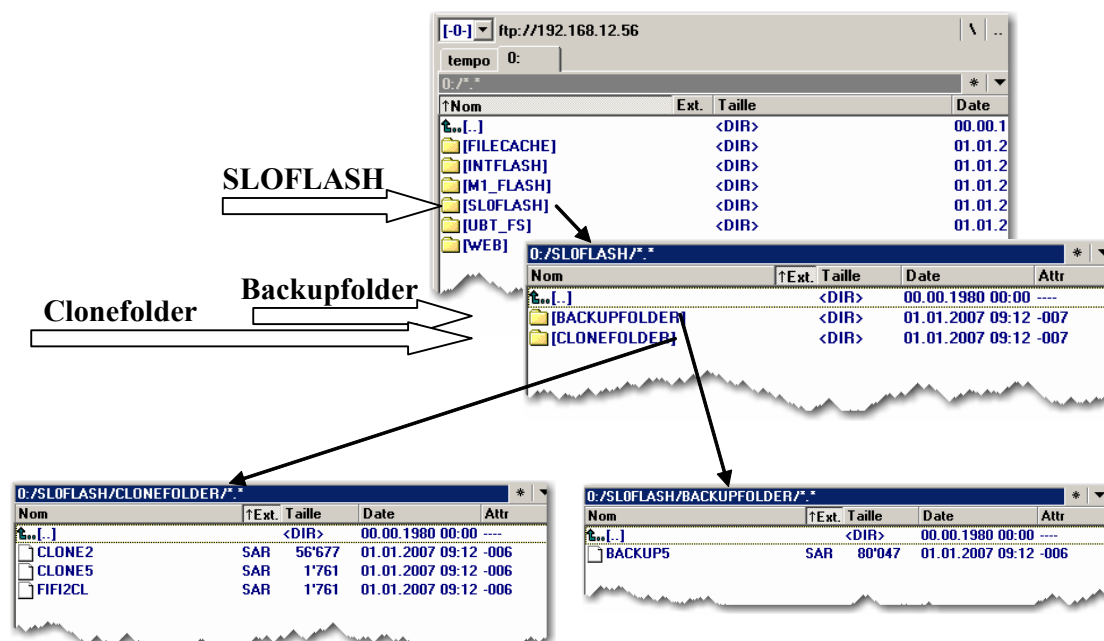 [-0-] ftp://192.168.12.56 \ ..
tempo 0:
0:/*.* *
↑Nom Ext. Taille Date
[..] <DIR> 00.00.1
[FILECACHE] <DIR> 01.01.2
[INTFLASH] <DIR> 01.01.2
[M1_FLASH] <DIR> 01.01.2
SLOFLASH
[SL0FLASH] <DIR> 01.01.2
[UBT_FS] <DIR> 01.01.2
[WEB] <DIR> 01.01.2
0:/SL0FLASH/*.* *
Nom ↑Ext. Taille Date Attr
[..] <DIR> 00.00.1980 00:00 ----
Backupfolder
[BACKUPFOLDER] <DIR> 01.01.2007 09:12 -007
Clonefolder
[CLONEFOLDER] <DIR> 01.01.2007 09:12 -007
0:/SL0FLASH/CLONEFOLDER/*.* *
Nom ↑Ext. Taille Date Attr
[..] <DIR> 00.00.1980 00:00 ----
CLONE2 SAR 56'677 01.01.2007 09:12 -006
CLONE5 SAR 1'761 01.01.2007 09:12 -006
FIFI2CL SAR 1'761 01.01.2007 09:12 -006
0:/SL0FLASH/BACKUPFOLDER/*.* *
Nom ↑Ext. Taille Date Attr
[..] <DIR> 00.00.1980 00:00 ----
BACKUP5 SAR 80'047 01.01.2007 09:12 -006